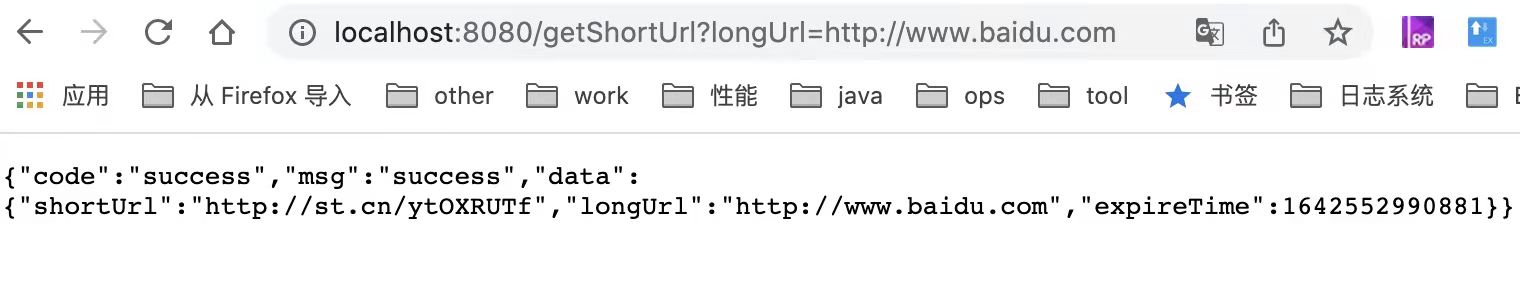 localhost:8080/getShortUrl?longUrl=http://www.baidu.com
RP
EX
应用 从 Firefox 导入 other work 性能 java ops tool 书签 日志系统
{"code":"success","msg":"success","data":
{"shortUrl":"http://st.cn/ytOXRUTf","longUrl":"http://www.baidu.com","expireTime":1642552990881}}